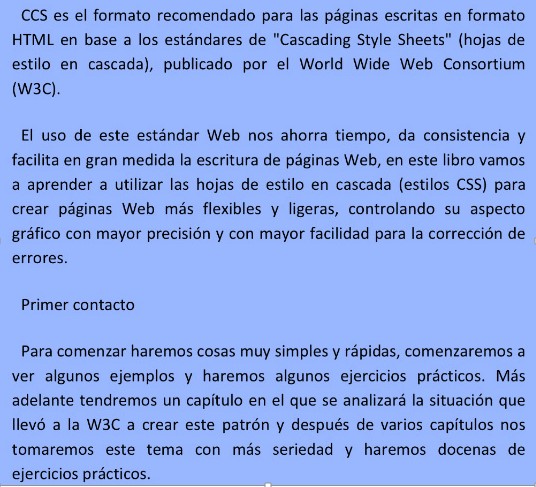 CCS es el formato recomendado para las páginas escritas en formato
HTML en base a los estándares de "Cascading Style Sheets" (hojas de
estilo en cascada), publicado por el World Wide Web Consortium
(W3C).
El uso de este estándar Web nos ahorra tiempo, da consistencia y
facilita en gran medida la escritura de páginas Web, en este libro vamos
a aprender a utilizar las hojas de estilo en cascada (estilos CSS) para
crear páginas Web más flexibles y ligeras, controlando su aspecto
gráfico con mayor precisión y con mayor facilidad para la corrección de
errores.
Primer contacto
Para comenzar haremos cosas muy simples y rápidas, comenzaremos a
ver algunos ejemplos y haremos algunos ejercicios prácticos. Más
adelante tendremos un capítulo en el que se analizará la situación que
llevó a la W3C a crear este patrón y después de varios capítulos nos
tomaremos este tema con más seriedad y haremos docenas de
ejercicios prácticos.